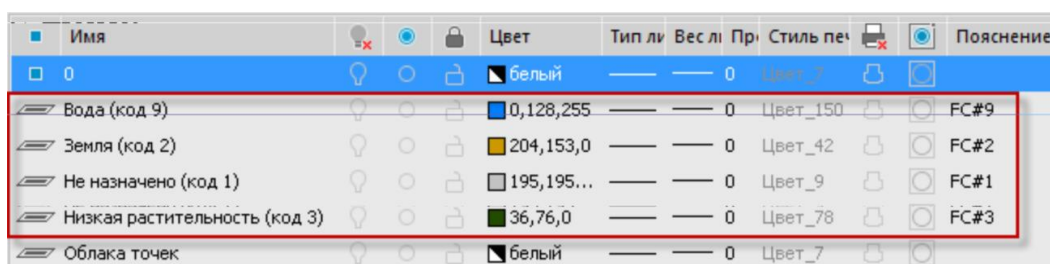 Имя Цвет Тип ли Вес ли Про Стиль печ Пояснение
0 белый 0 Цвет_7
Вода (код 9) 0,128,255 0 Цвет_150 FC#9
Земля (код 2) 204,153,0 0 Цвет_42 FC#2
Не назначено (код 1) 195,195... 0 Цвет_9 FC#1
Низкая растительность (код 3) 36,76,0 0 Цвет_78 FC#3
Облака точек белый 0 Цвет_7